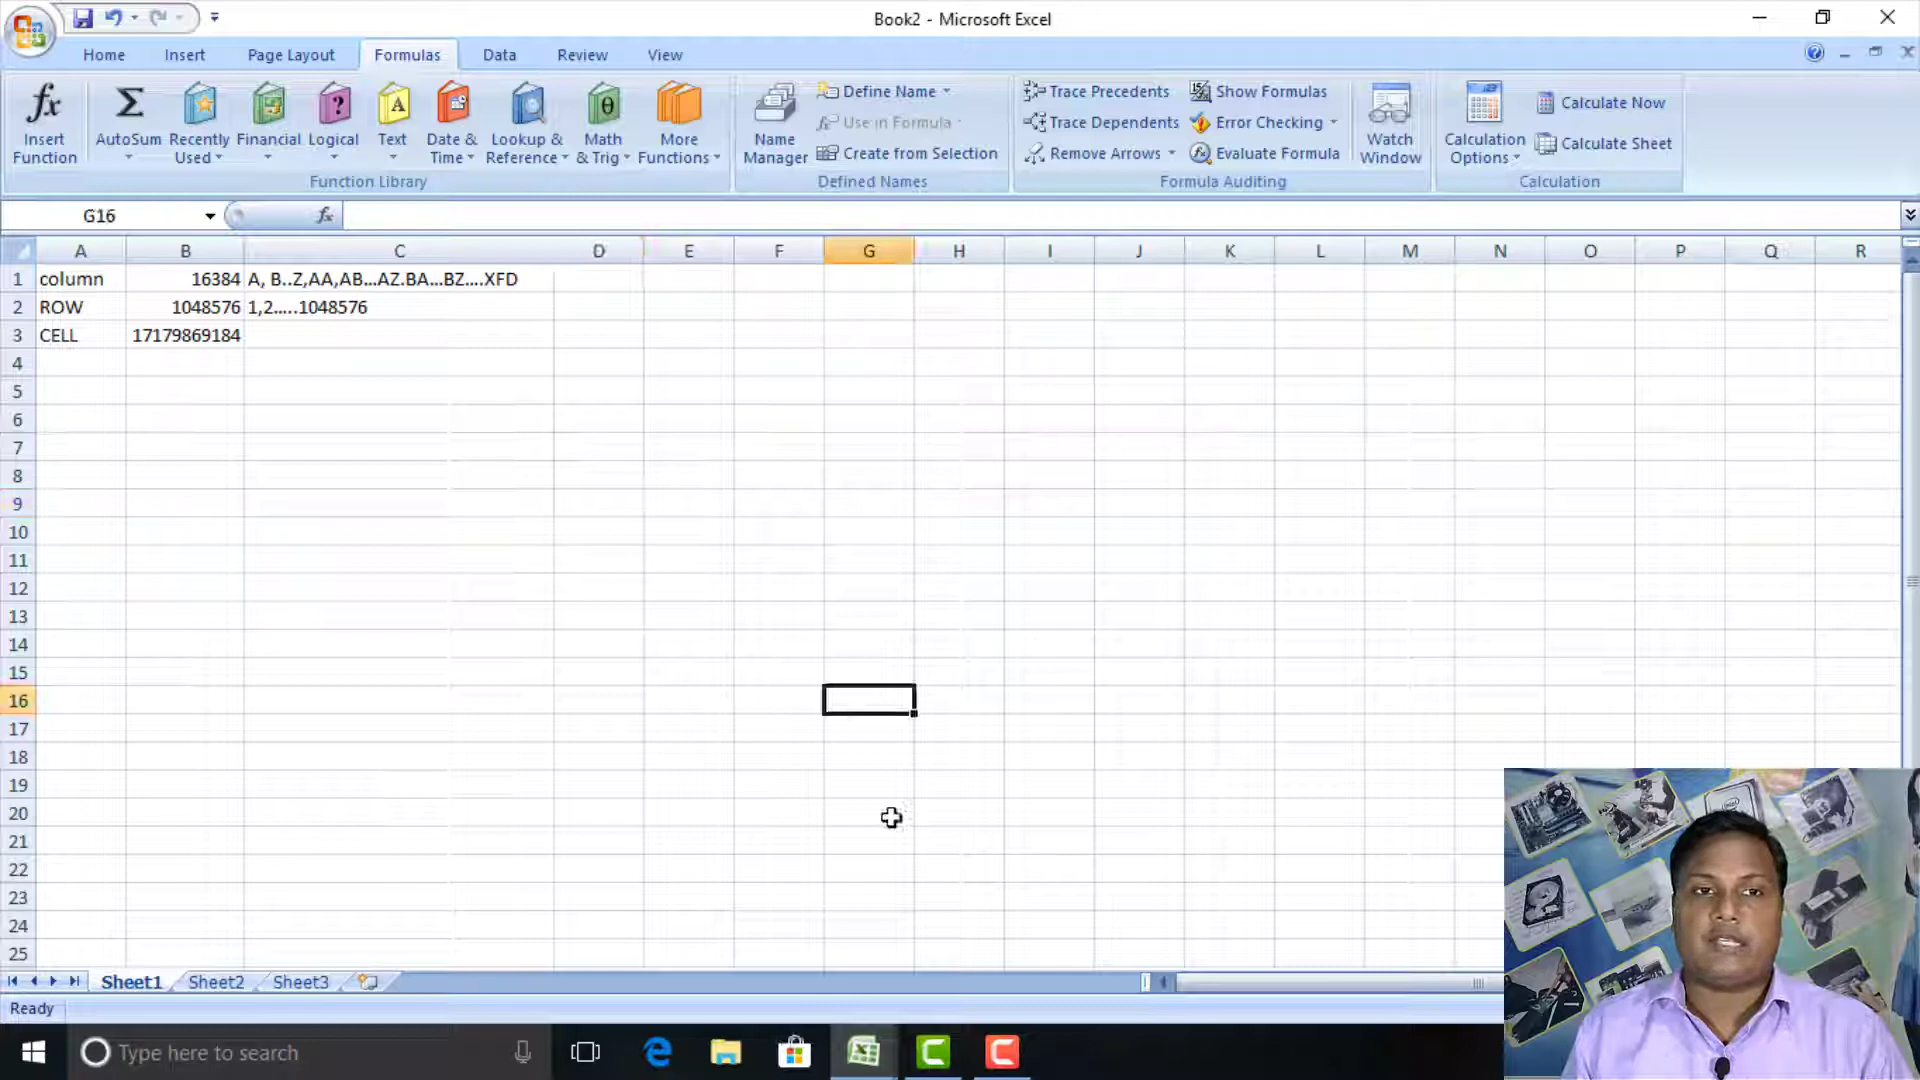 Book2 - Microsoft Excel
Home Insert Page Layout Formulas Data Review View
Insert Function
AutoSum
Recently Used
Financial
Logical
Text
Date & Time
Lookup & Reference
Math & Trig
More Functions
Function Library
Name Manager
Define Name
Use in Formula
Create from Selection
Defined Names
Trace Precedents
Trace Dependents
Remove Arrows
Show Formulas
Error Checking
Evaluate Formula
Formula Auditing
Watch Window
Calculation Options
Calculate Now
Calculate Sheet
Calculation
G16 fx
A B C D E F G H I J K L M N O P Q R
1 column 16384 A, B..Z,AA,AB...AZ.BA...BZ....XFD
2 ROW 1048576 1,2.....1048576
3 CELL 17179869184
4
5
6
7
8
9
10
11
12
13
14
15
16
17
18
19
20
21
22
23
24
25
Sheet1 Sheet2 Sheet3
Ready
Type here to search